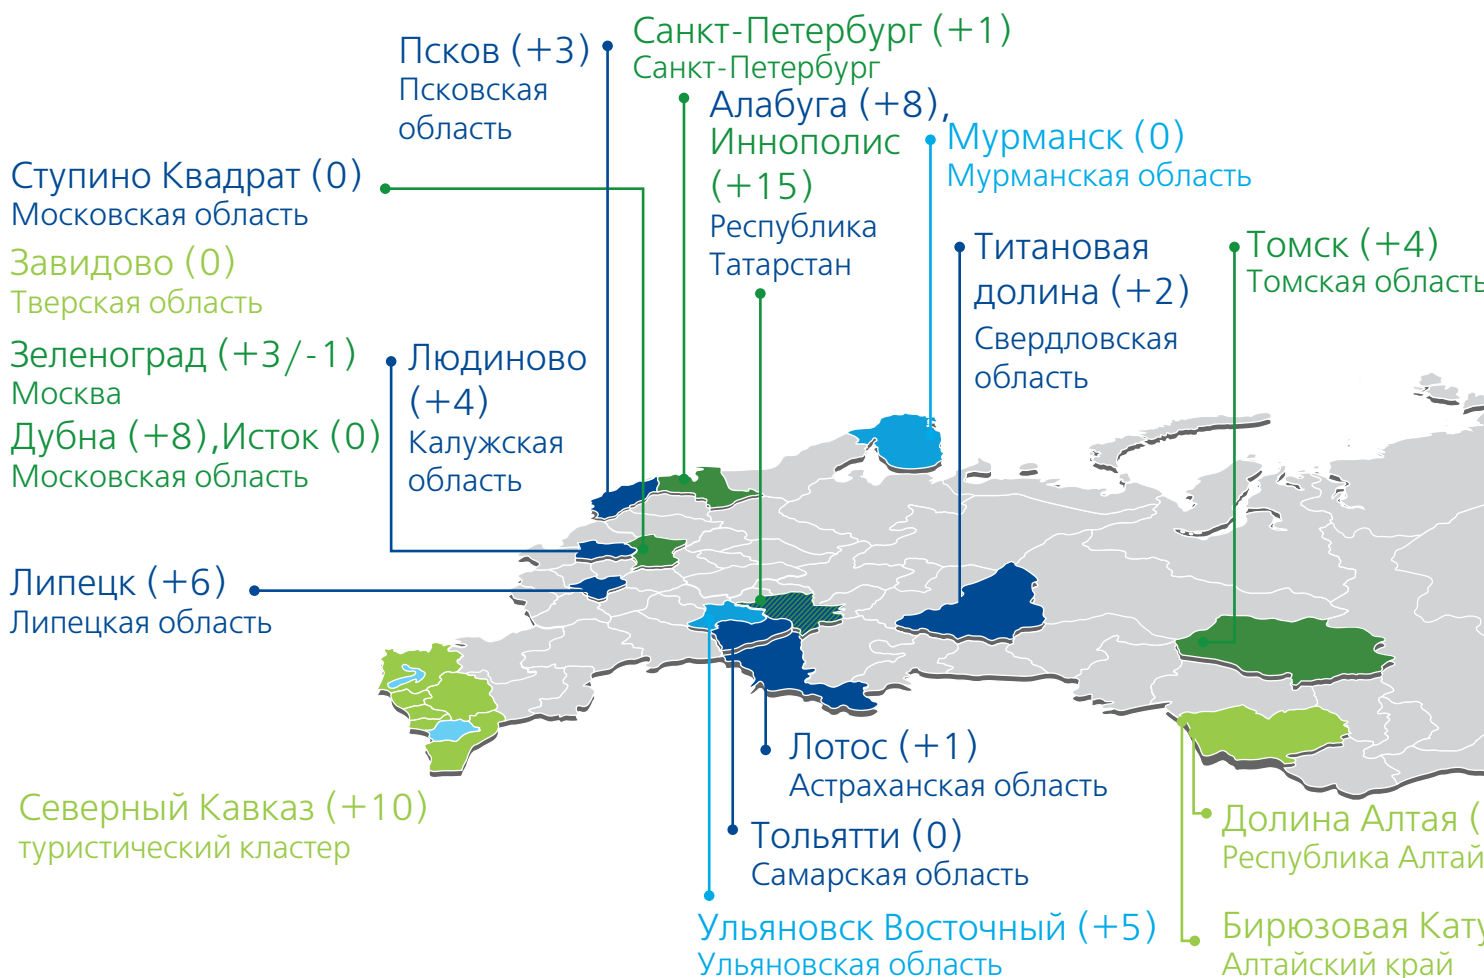 Псков (+3)
Псковская
область
Санкт-Петербург (+1)
Санкт-Петербург
Алабуга (+8),
Иннополис
(+15)
Республика
Татарстан
Мурманск (0)
Мурманская область
Ступино Квадрат (0)
Московская область
Завидово (0)
Тверская область
Зеленоград (+3/-1)
Москва
Дубна (+8),Исток (0)
Московская область
Людиново
(+4)
Калужская
область
Титановая
долина (+2)
Свердловская
область
Томск (+4)
Томская область
Липецк (+6)
Липецкая область
Северный Кавказ (+10)
туристический кластер
Лотос (+1)
Астраханская область
Тольятти (0)
Самарская область
Ульяновск Восточный (+5)
Ульяновская область
Долина Алтая (
Республика Алтай
Бирюзовая Кату
Алтайский край